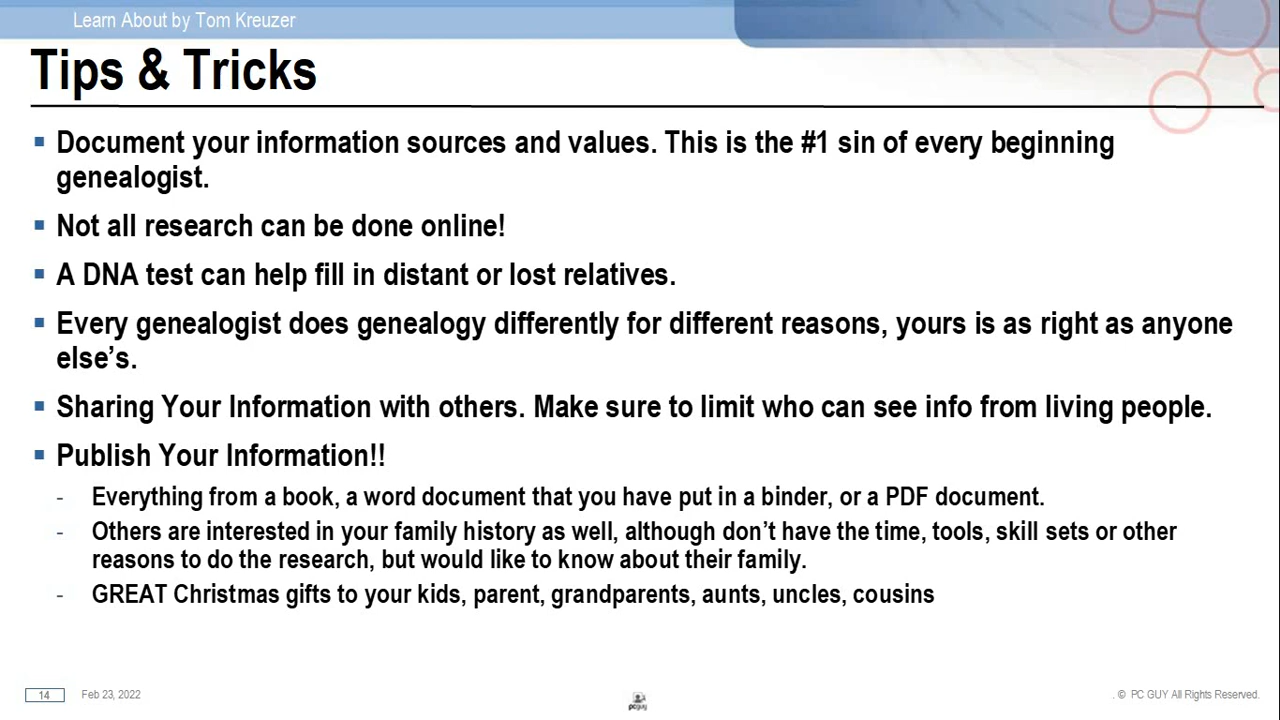 Learn About by Tom Kreuzer
Tips & Tricks
▪ Document your information sources and values. This is the #1 sin of every beginning
genealogist.
▪ Not all research can be done online!
▪ A DNA test can help fill in distant or lost relatives.
▪ Every genealogist does genealogy differently for different reasons, yours is as right as anyone
else’s.
▪ Sharing Your Information with others. Make sure to limit who can see info from living people.
▪ Publish Your Information!!
- Everything from a book, a word document that you have put in a binder, or a PDF document.
- Others are interested in your family history as well, although don’t have the time, tools, skill sets or other
reasons to do the research, but would like to know about their family.
- GREAT Christmas gifts to your kids, parent, grandparents, aunts, uncles, cousins
14 Feb 23, 2022
pcguy
. © PC GUY All Rights Reserved.